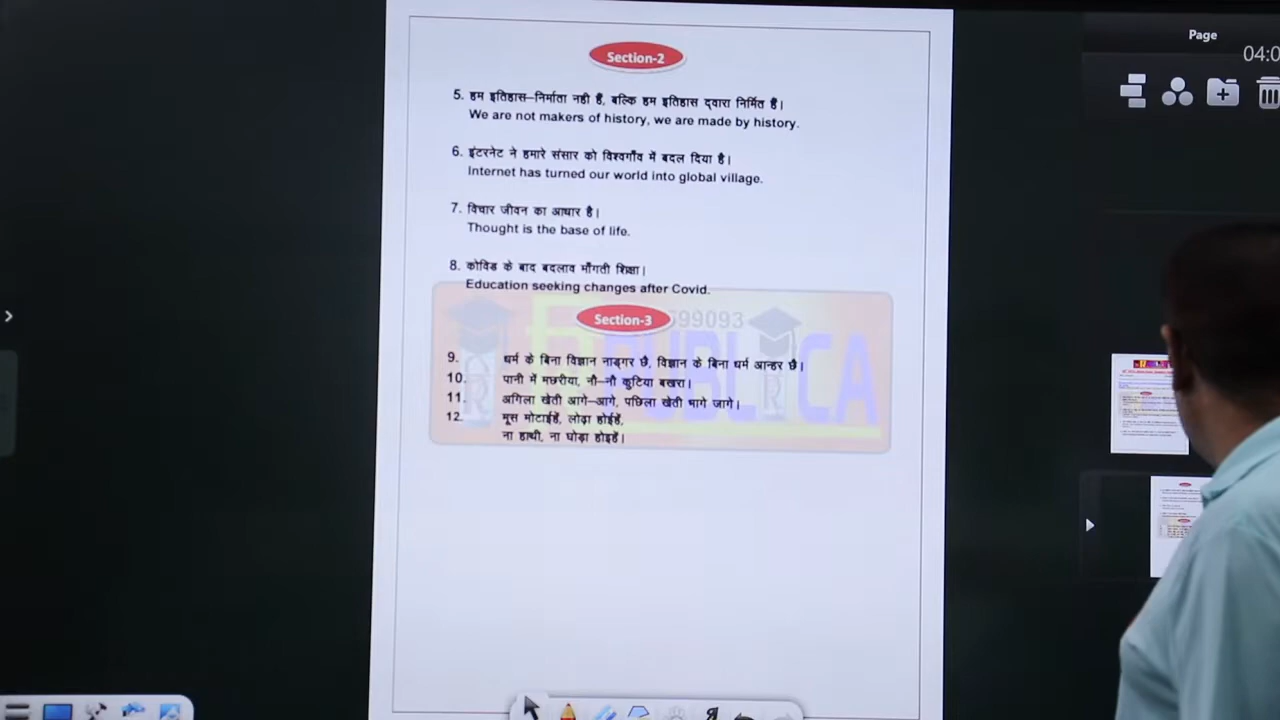 Page
04:0
Section-2
5. हम इतिहास–निर्माता नही हैं, बल्कि हम इतिहास द्वारा निर्मित हैं।
We are not makers of history, we are made by history.
6. इंटरनेट ने हमारे संसार को विश्वगाँव में बदल दिया है।
Internet has turned our world into global village.
7. विचार जीवन का आधार है।
Thought is the base of life.
8. कोविड के बाद बदलाव माँगती शिक्षा।
Education seeking changes after Covid.
Section-3
599093
9. धर्म के बिना विज्ञान नाङ्गर छै, विज्ञान के बिना धर्म आन्हर छै।
10. पानी में मछरीया, नौ–नौ कुटिया बखरा।
11. अगिला खेती आगे–आगे, पछिला खेती भागे जागे।
12. मूस मोटाईहें, लोढ़ा होईहें,
ना हाथी, ना घोड़ा होइहें।